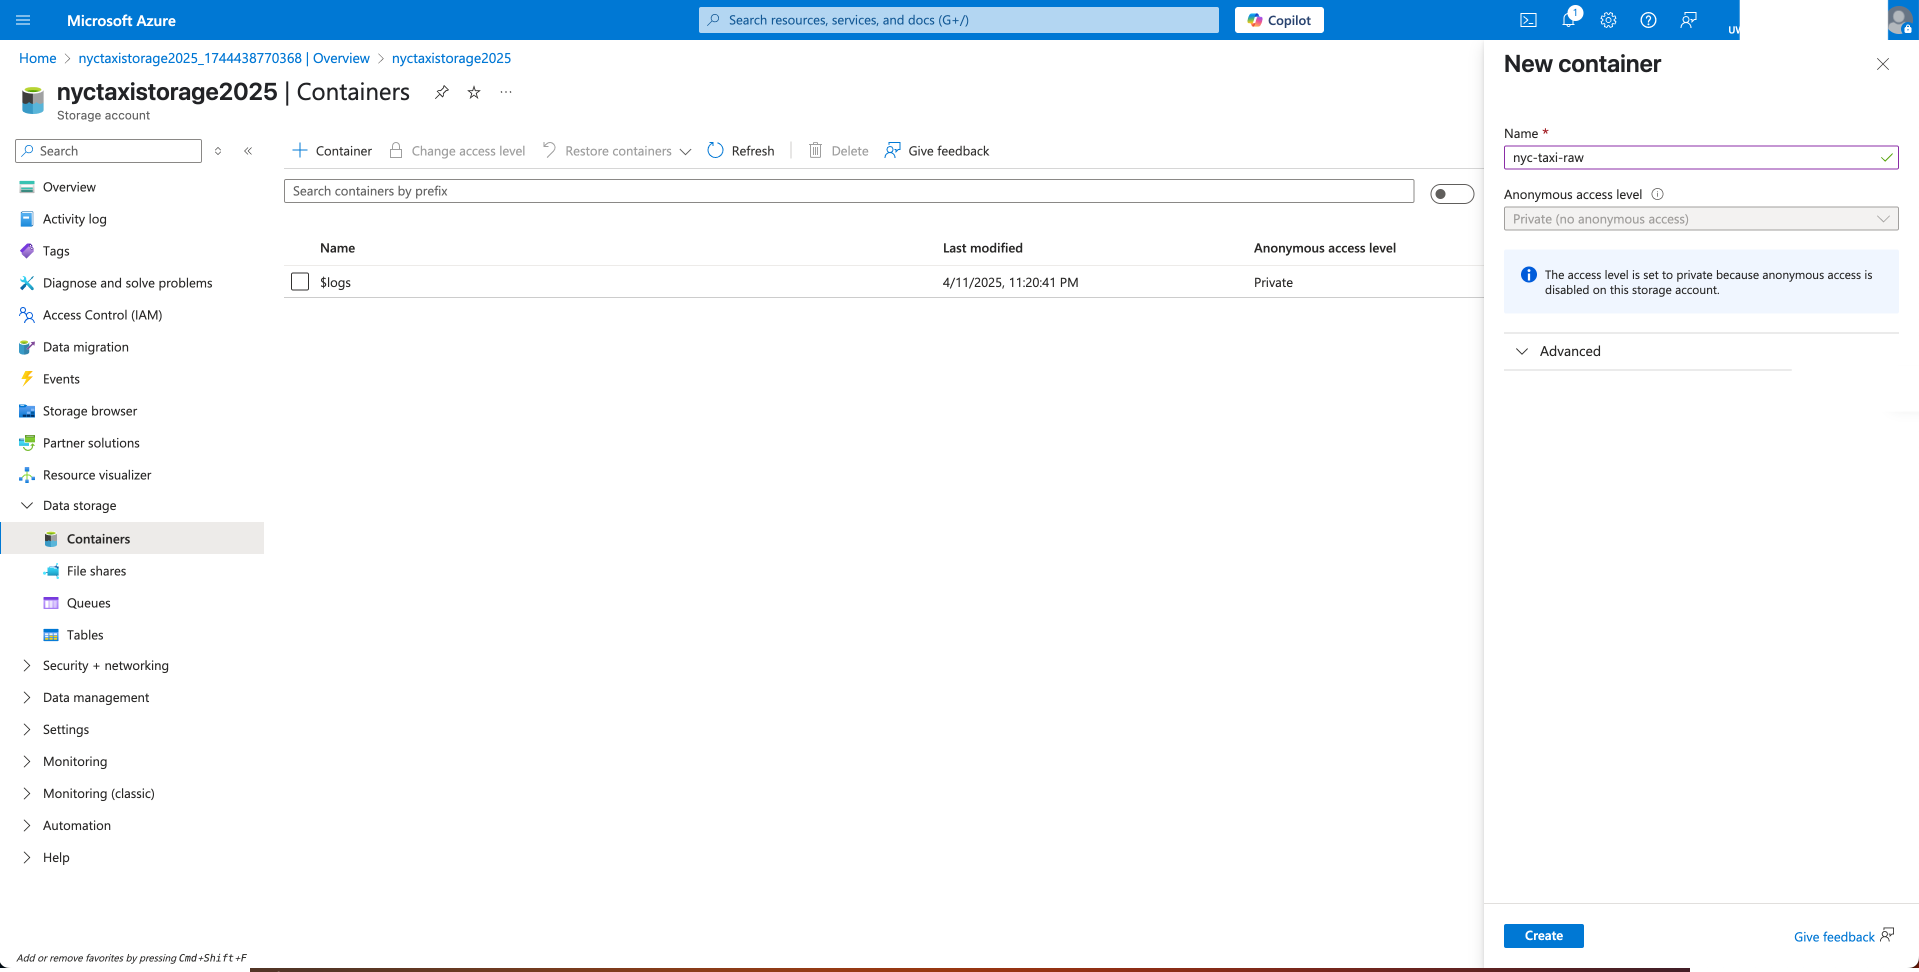 Microsoft Azure
Search resources, services, and docs (G+/)
Copilot
1
Home > nyctaxistorage2025_1744438770368 | Overview > nyctaxistorage2025
nyctaxistorage2025 | Containers
Storage account
Search
Overview
Activity log
Tags
Diagnose and solve problems
Access Control (IAM)
Data migration
Events
Storage browser
Partner solutions
Resource visualizer
Data storage
Containers
File shares
Queues
Tables
Security + networking
Data management
Settings
Monitoring
Monitoring (classic)
Automation
Help
Add or remove favorites by pressing Cmd+Shift+F
Container Change access level Restore containers Refresh Delete Give feedback
Search containers by prefix
Name Last modified Anonymous access level
$logs 4/11/2025, 11:20:41 PM Private
New container
Name *
nyc-taxi-raw
Anonymous access level
Private (no anonymous access)
The access level is set to private because anonymous access is
disabled on this storage account.
Advanced
Create
Give feedback